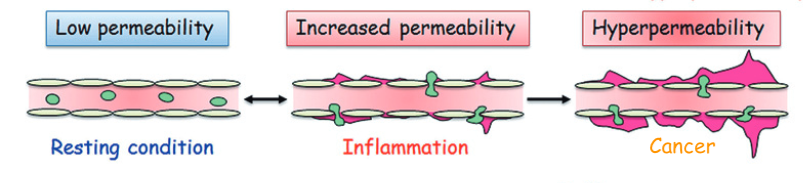 Low permeability
Increased permeability
Hyperpermeability
Resting condition
Inflammation
Cancer